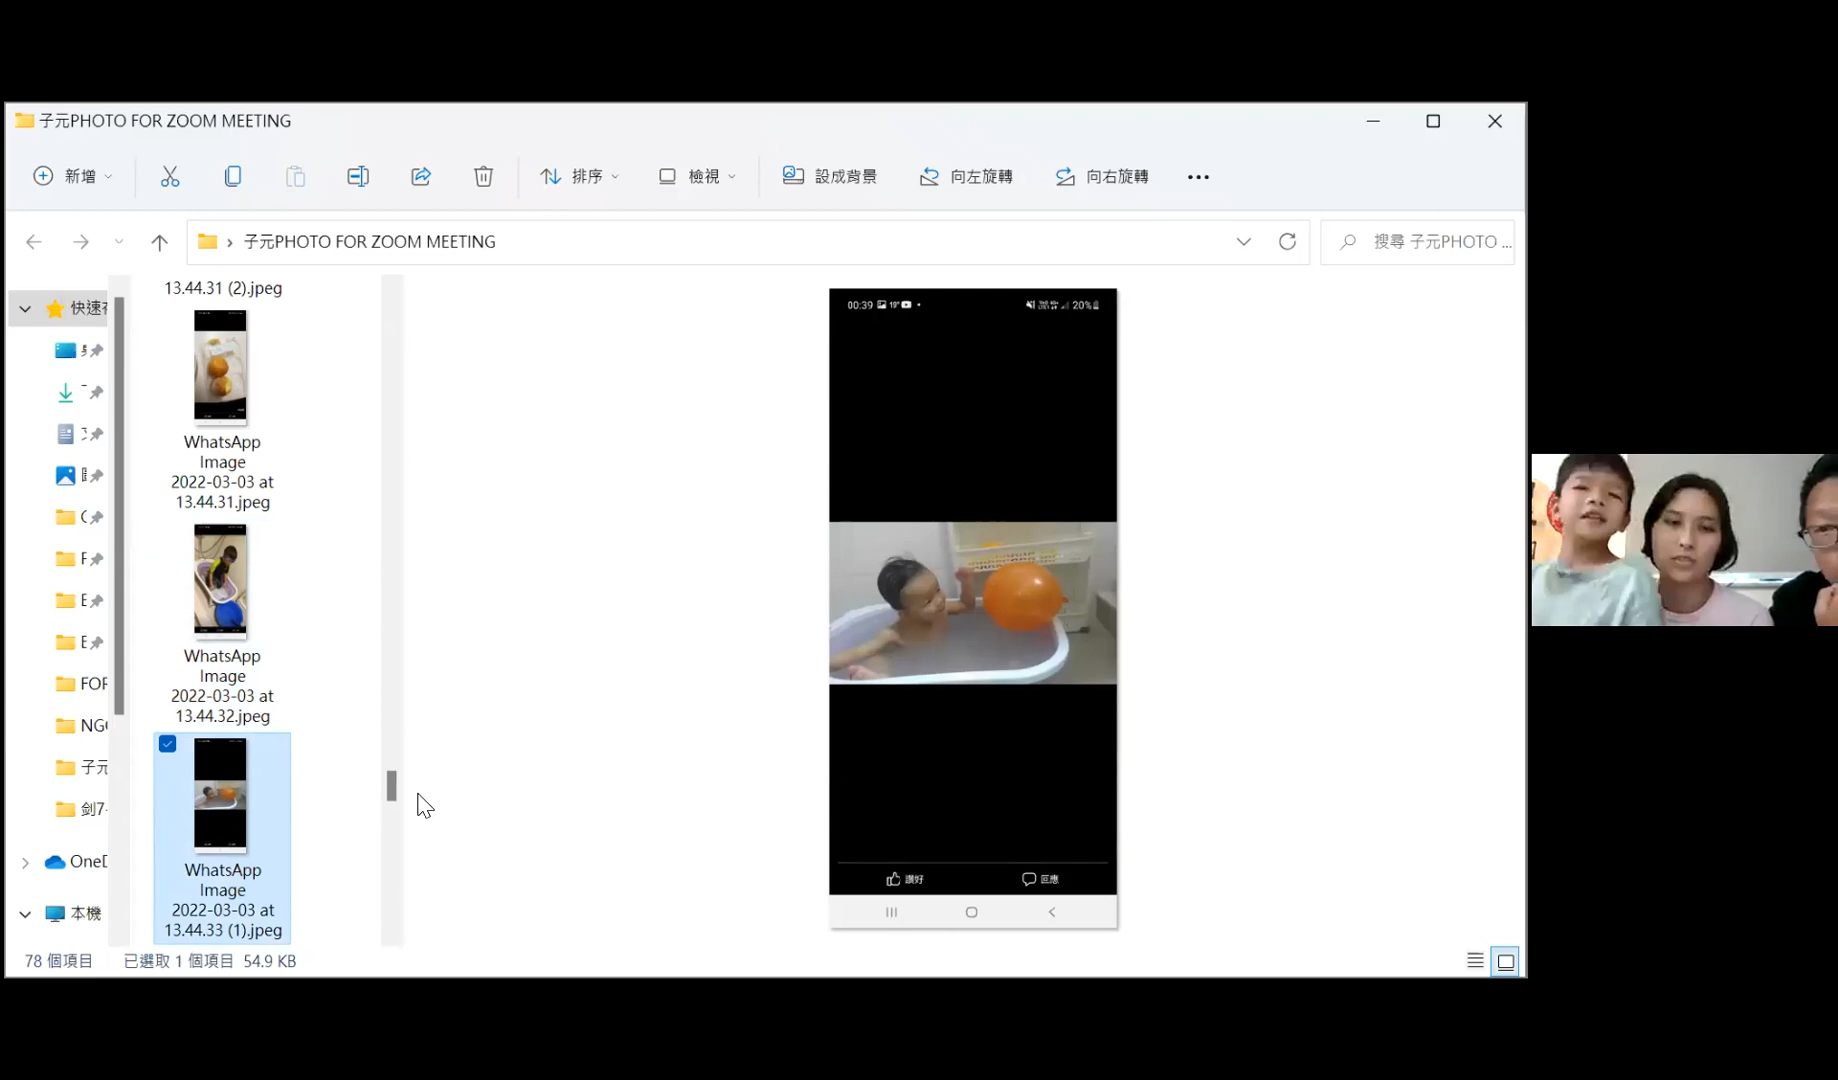 子元PHOTO FOR ZOOM MEETING
新增
排序
檢視
設成背景
向左旋轉
向右旋轉
子元PHOTO FOR ZOOM MEETING
搜尋 子元PHOTO ...
快速
OneD
本機
FOR
NG
子元
剑7
13.44.31 (2).jpeg
WhatsApp
Image
2022-03-03 at
13.44.31.jpeg
WhatsApp
Image
2022-03-03 at
13.44.32.jpeg
WhatsApp
Image
2022-03-03 at
13.44.33 (1).jpeg
00:39
19°
20%
讚好
回應
78 個項目
已選取 1 個項目 54.9 KB